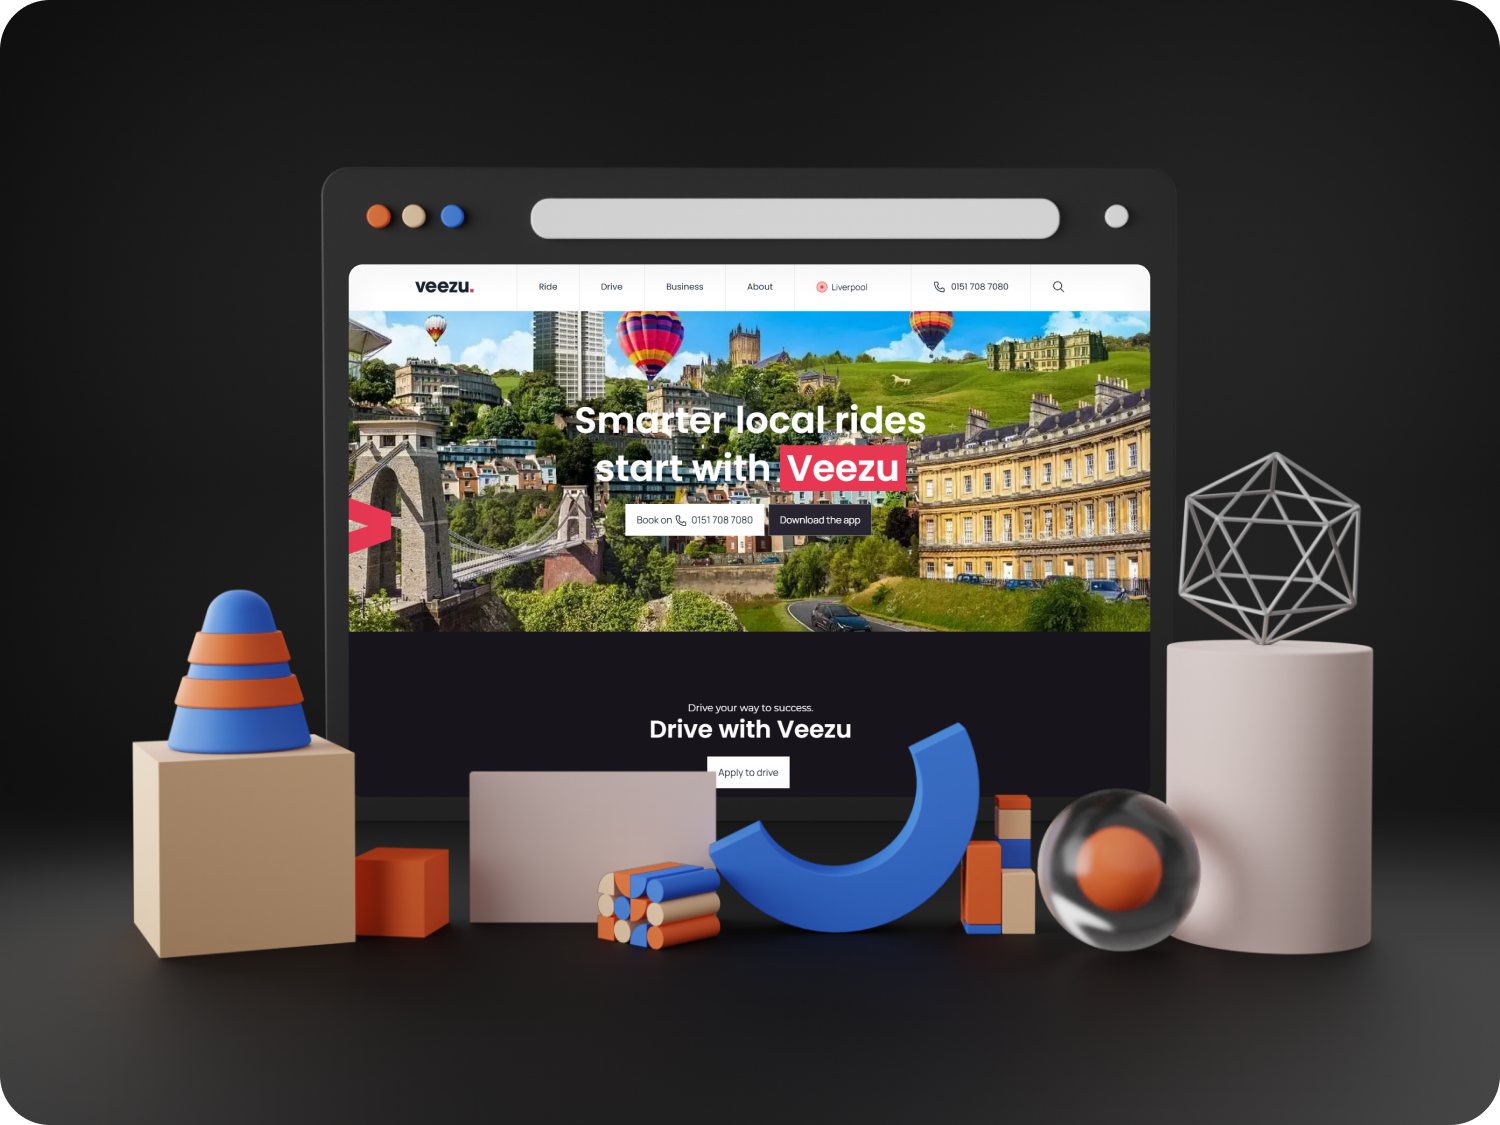 veezu.
Ride
Drive
Business
About
Liverpool
0151 708 7080
Smarter local rides
start with Veezu
Book on 0151 708 7080
Download the app
Drive your way to success.
Drive with Veezu
Apply to drive